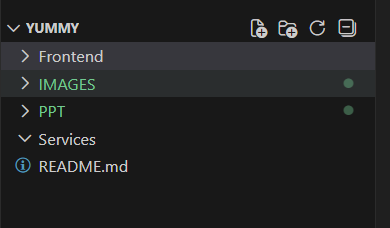 YUMMY
Frontend
IMAGES
PPT
Services
README.md